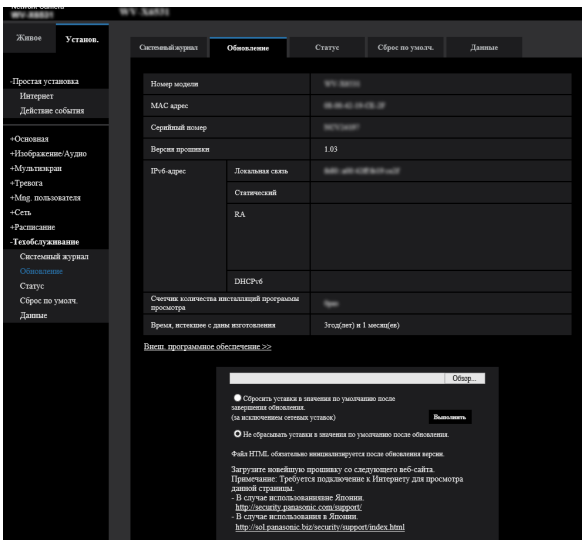 Network Camera
Живое
Установ.
Системный журнал
Обновление
Статус
Сброс по умолч.
Данные
-Простая установка
Интернет
Действие события
+Основная
+Изображение/Аудио
+Мультиэкран
+Тревога
+Mng. пользователя
+Сеть
+Расписание
-Техобслуживание
Системный журнал
Обновление
Статус
Сброс по умолч.
Данные
Номер модели
MAC адрес
Серийный номер
Версия прошивки
1.03
IPv6-адрес
Локальная связь
Статический
RA
DHCPv6
Счетчик количества инсталляций программы
просмотра
Время, истекшее с даны изготовления
3год(лет) и 1 месяц(ев)
Внеш. программное обеспечение >>
Обзор...
Сбросить уставки в значения по умолчанию после
завершения обновления.
(за исключением сетевых уставок)
Выполнить
Не сбрасывать уставки в значения по умолчанию после обновления.
Файл HTML обязательно инициализируется после обновления версии.
Загрузите новейшую прошивку со следующего веб-сайта.
Примечание: Требуется подключение к Интернету для просмотра
данной страницы.
- В случае использованиявне Японии.
http://security.panasonic.com/support/
- В случае использования в Японии.
http://sol.panasonic.biz/security/support/index.html